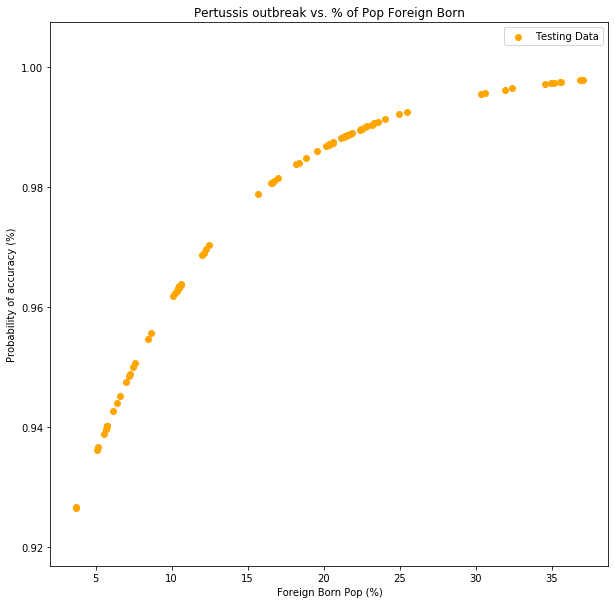 Pertussis outbreak vs. % of Pop Foreign Born
Testing Data
1.00
0.98
0.96
0.94
0.92
Probability of accuracy (%)
5 10 15 20 25 30 35
Foreign Born Pop (%)